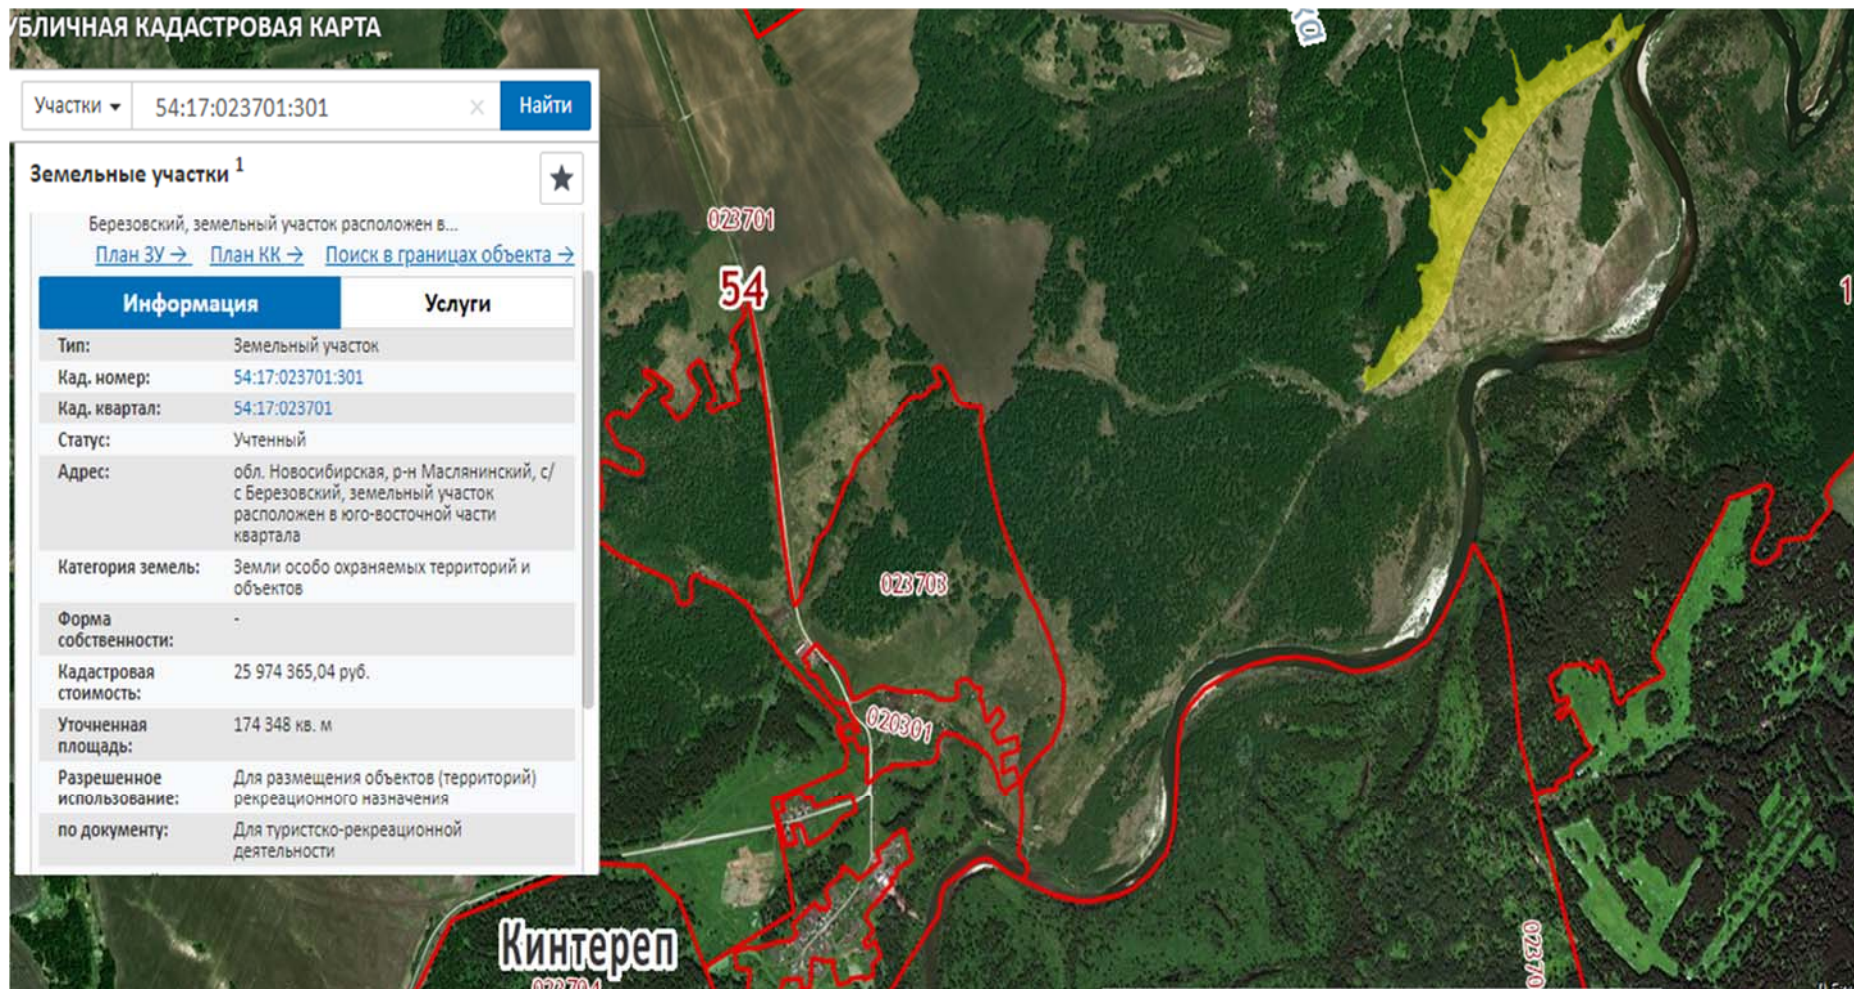 УБЛИЧНАЯ КАДАСТРОВАЯ КАРТА
Участки
54:17:023701:301
×
Найти
Земельные участки 1
Березовский, земельный участок расположен в...
План ЗУ → План КК → Поиск в границах объекта →
Информация
Услуги
Тип: Земельный участок
Кад. номер: 54:17:023701:301
Кад. квартал: 54:17:023701
Статус: Учтенный
Адрес: обл. Новосибирская, р-н Маслянинский, с/
с Березовский, земельный участок
расположен в юго-восточной части
квартала
Категория земель: Земли особо охраняемых территорий и
объектов
Форма -
собственности:
Кадастровая 25 974 365,04 руб.
стоимость:
Уточненная 174 348 кв. м
площадь:
Разрешенное Для размещения объектов (территорий)
использование: рекреационного назначения
по документу: Для туристско-рекреационной
деятельности
023701
54
023703
020301
Кинтереп
02370
1